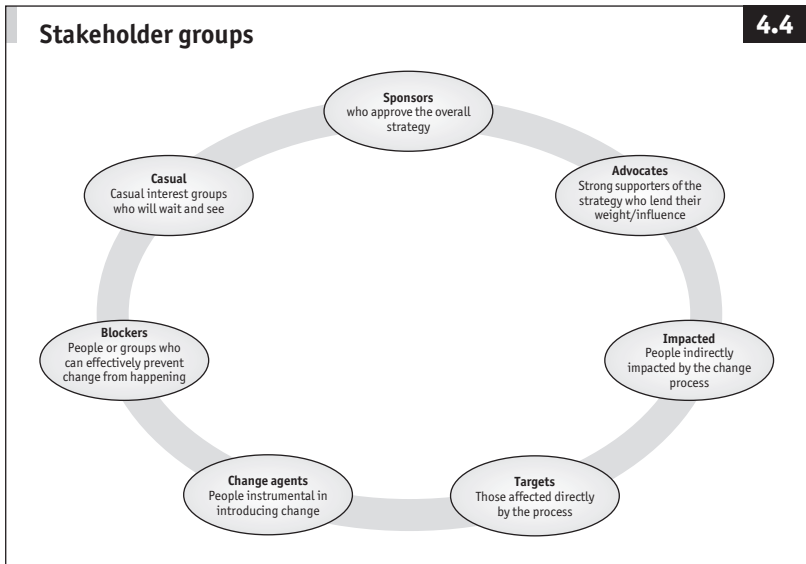 Stakeholder groups
4.4
Sponsors
who approve the overall
strategy
Advocates
Strong supporters of the
strategy who lend their
weight/influence
Impacted
People indirectly
impacted by the change
process
Targets
Those affected directly
by the process
Change agents
People instrumental in
introducing change
Blockers
People or groups who
can effectively prevent
change from happening
Casual
Casual interest groups
who will wait and see